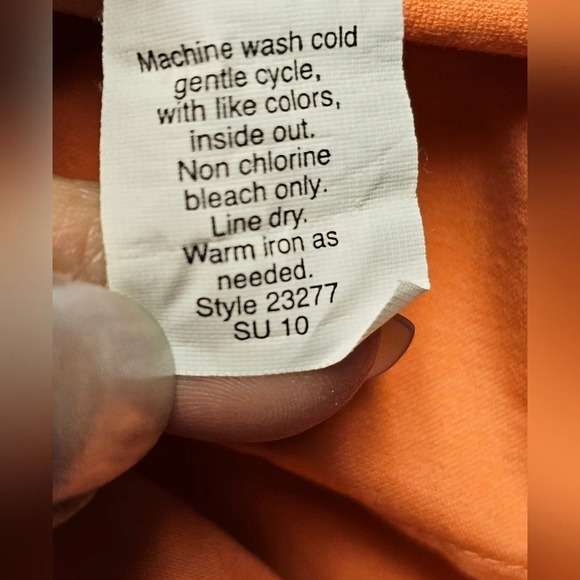 Machine wash cold
gentle cycle,
with like colors,
inside out.
Non chlorine
bleach only.
Line dry.
Warm iron as
needed.
Style 23277
SU 10